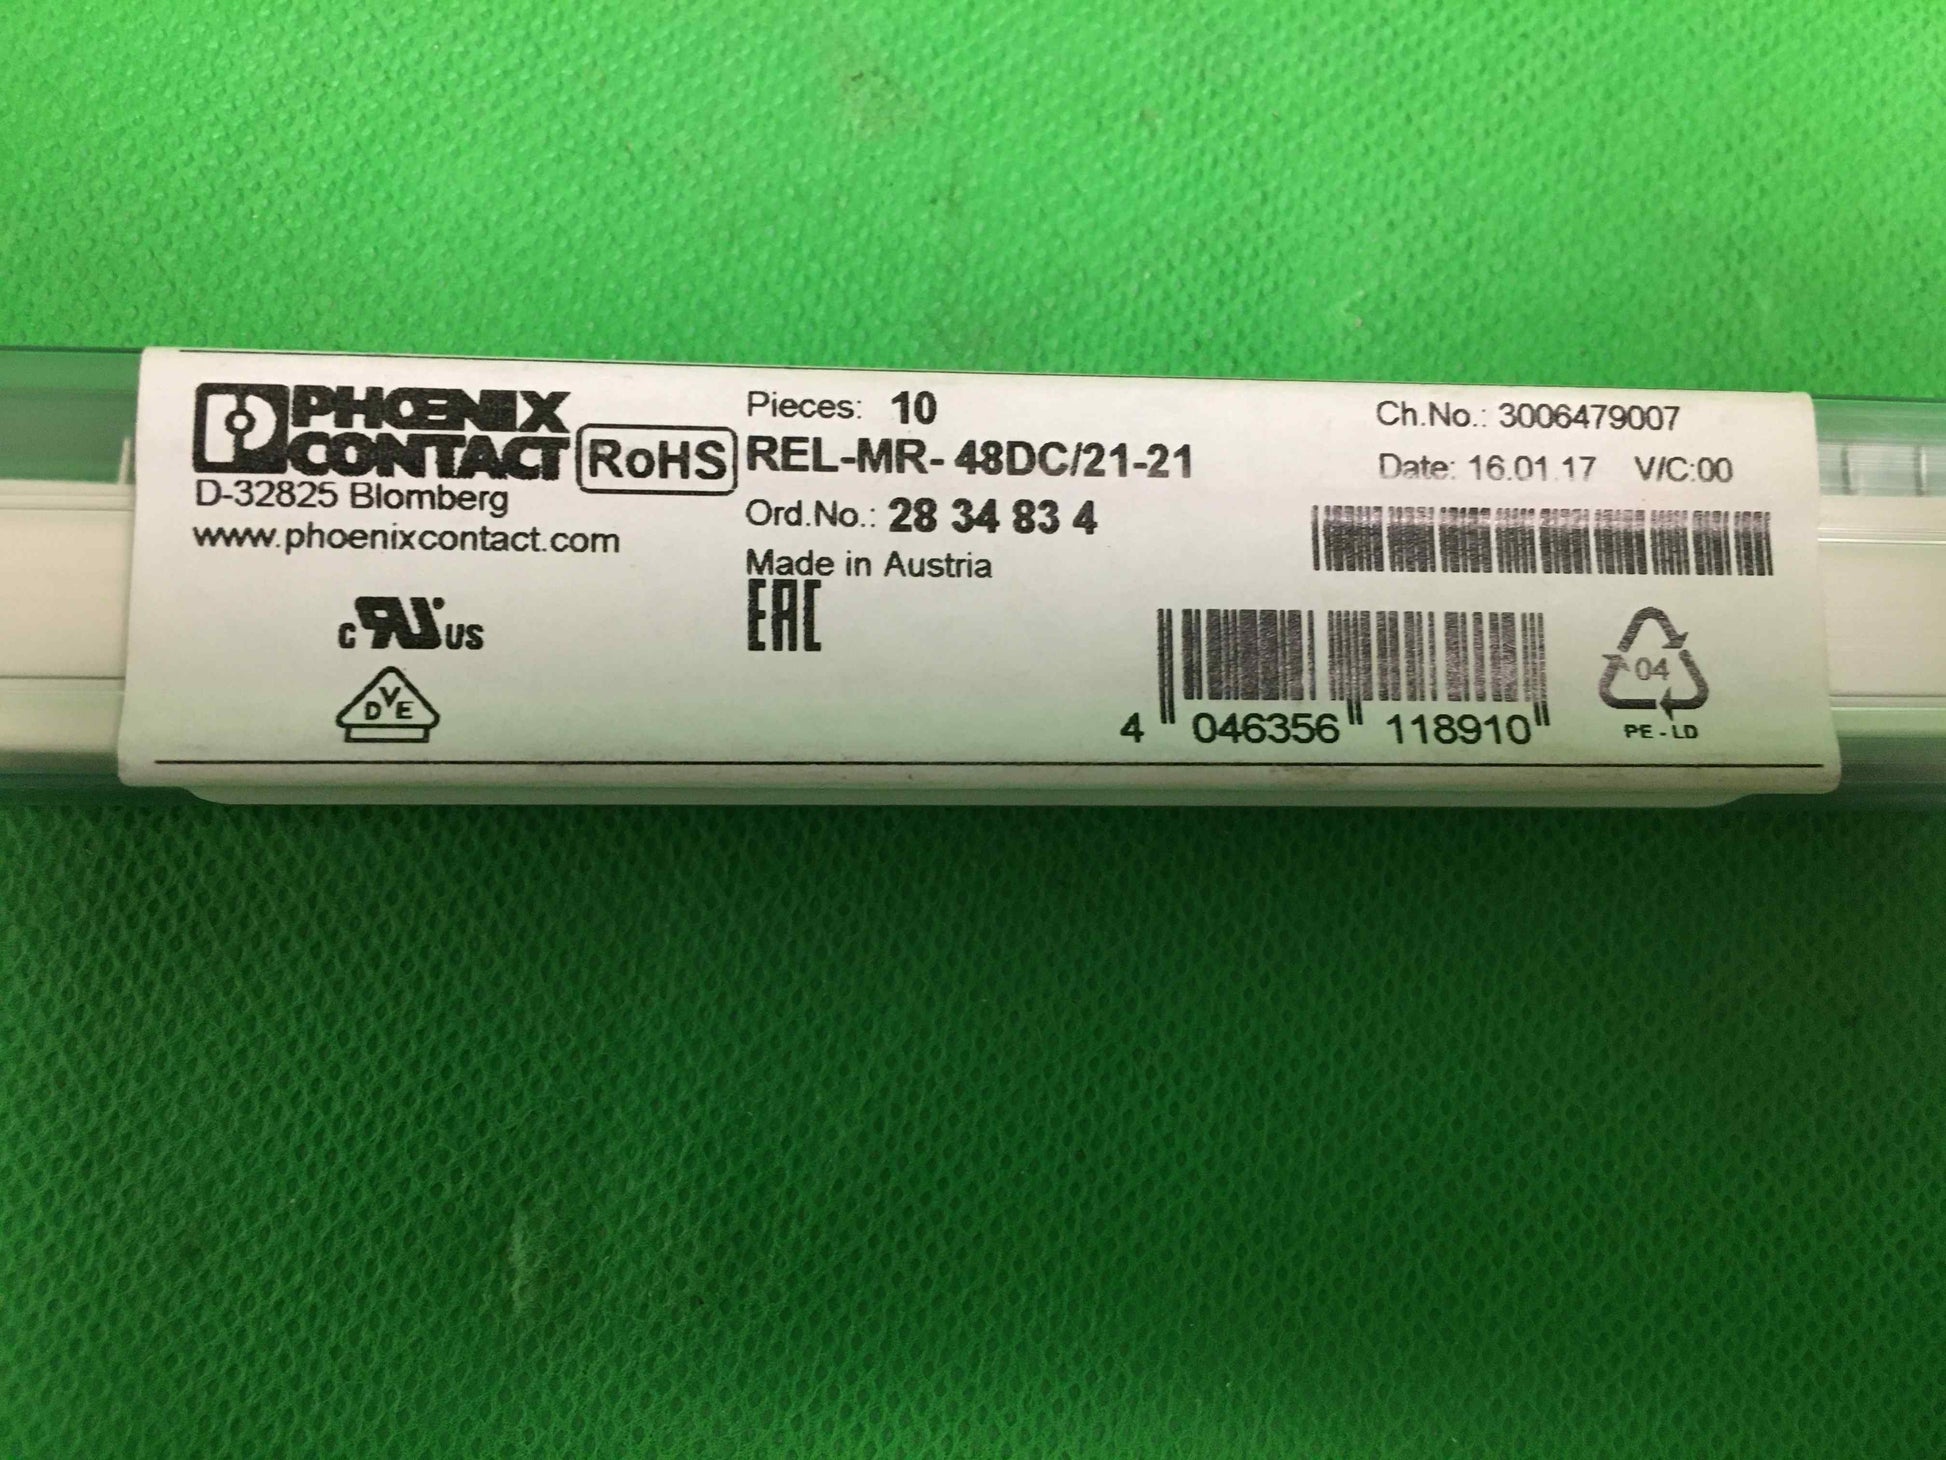 PHOENIX
CONTACT
RoHS
D-32825 Blomberg
www.phoenixcontact.com
c RU US
DVE
Pieces: 10
REL-MR- 48DC/21-21
Ord.No.: 28 34 83 4
Made in Austria
EAC
Ch.No.: 3006479007
Date: 16.01.17 V/C:00
4 046356 118910
04
PE-LD